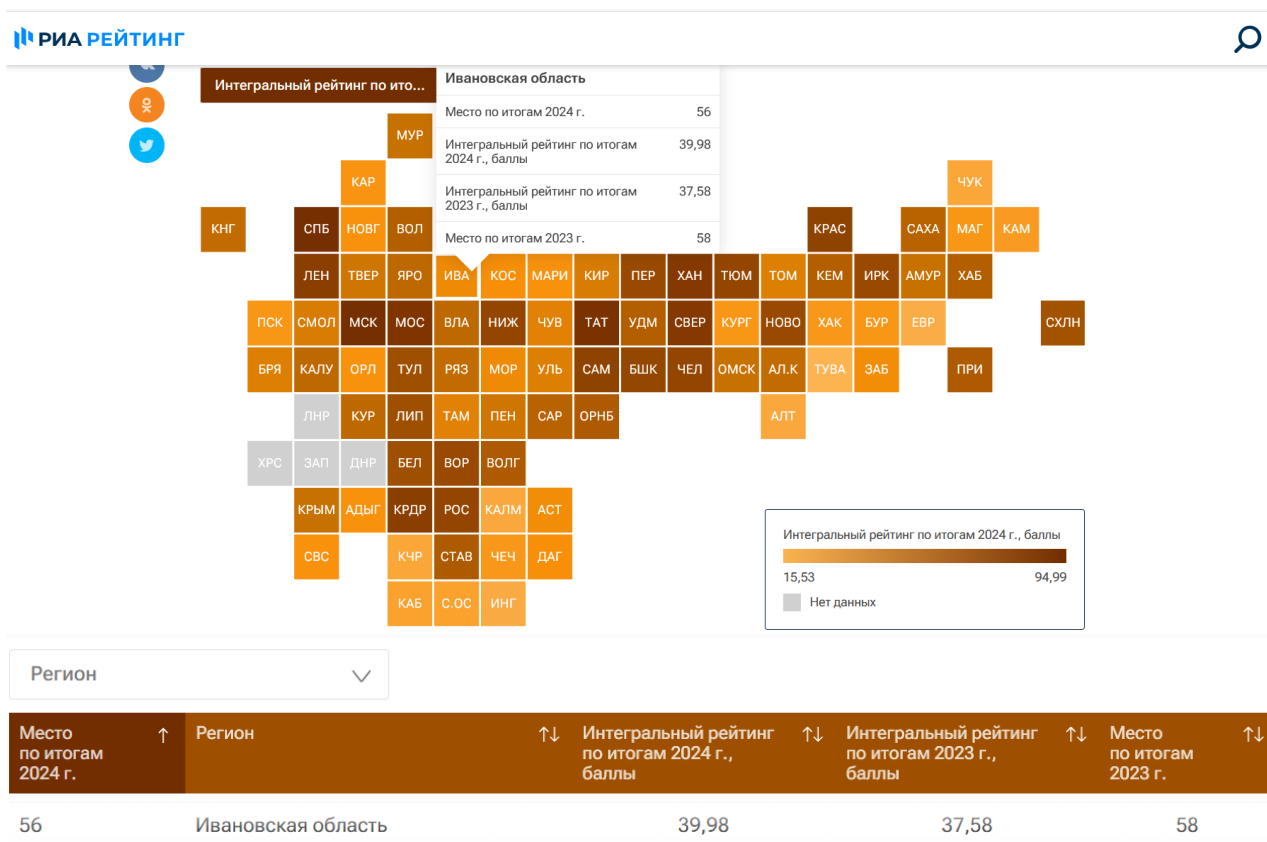 РИА РЕЙТИНГ
Интегральный рейтинг по ито...
Ивановская область
Место по итогам 2024 г. 56
Интегральный рейтинг по итогам 39,98
2024 г., баллы
Интегральный рейтинг по итогам 37,58
2023 г., баллы
Место по итогам 2023 г. 58
МУР
КАР ЧУК
КНГ СПБ НОВГ ВОЛ КРАС САХА МАГ КАМ
ЛЕН ТВЕР ЯРО ИВА КОС МАРИ КИР ПЕР ХАН ТЮМ ТОМ КЕМ ИРК АМУР ХАБ
ПСК СМОЛ МСК МОС ВЛА НИЖ ЧУВ ТАТ УДМ СВЕР КУРГ НОВО ХАК БУР ЕВР СХЛН
БРЯ КАЛУ ОРЛ ТУЛ РЯЗ МОР УЛЬ САМ БШК ЧЕЛ ОМСК АЛ.К ТУВА ЗАБ ПРИ
ЛНР КУР ЛИП ТАМ ПЕН САР ОРНБ АЛТ
ХРС ЗАП ДНР БЕЛ ВОР ВОЛГ
КРЫМ АДЫГ КРДР РОС КАЛМ АСТ
СВС КЧР СТАВ ЧЕЧ ДАГ
КАБ С.ОС ИНГ
Интегральный рейтинг по итогам 2024 г., баллы
15,53 94,99
Нет данных
Регион
Место Регион Интегральный рейтинг Интегральный рейтинг Место
по итогам по итогам 2024 г., по итогам 2023 г., по итогам
2024 г. баллы баллы 2023 г.
56 Ивановская область 39,98 37,58 58